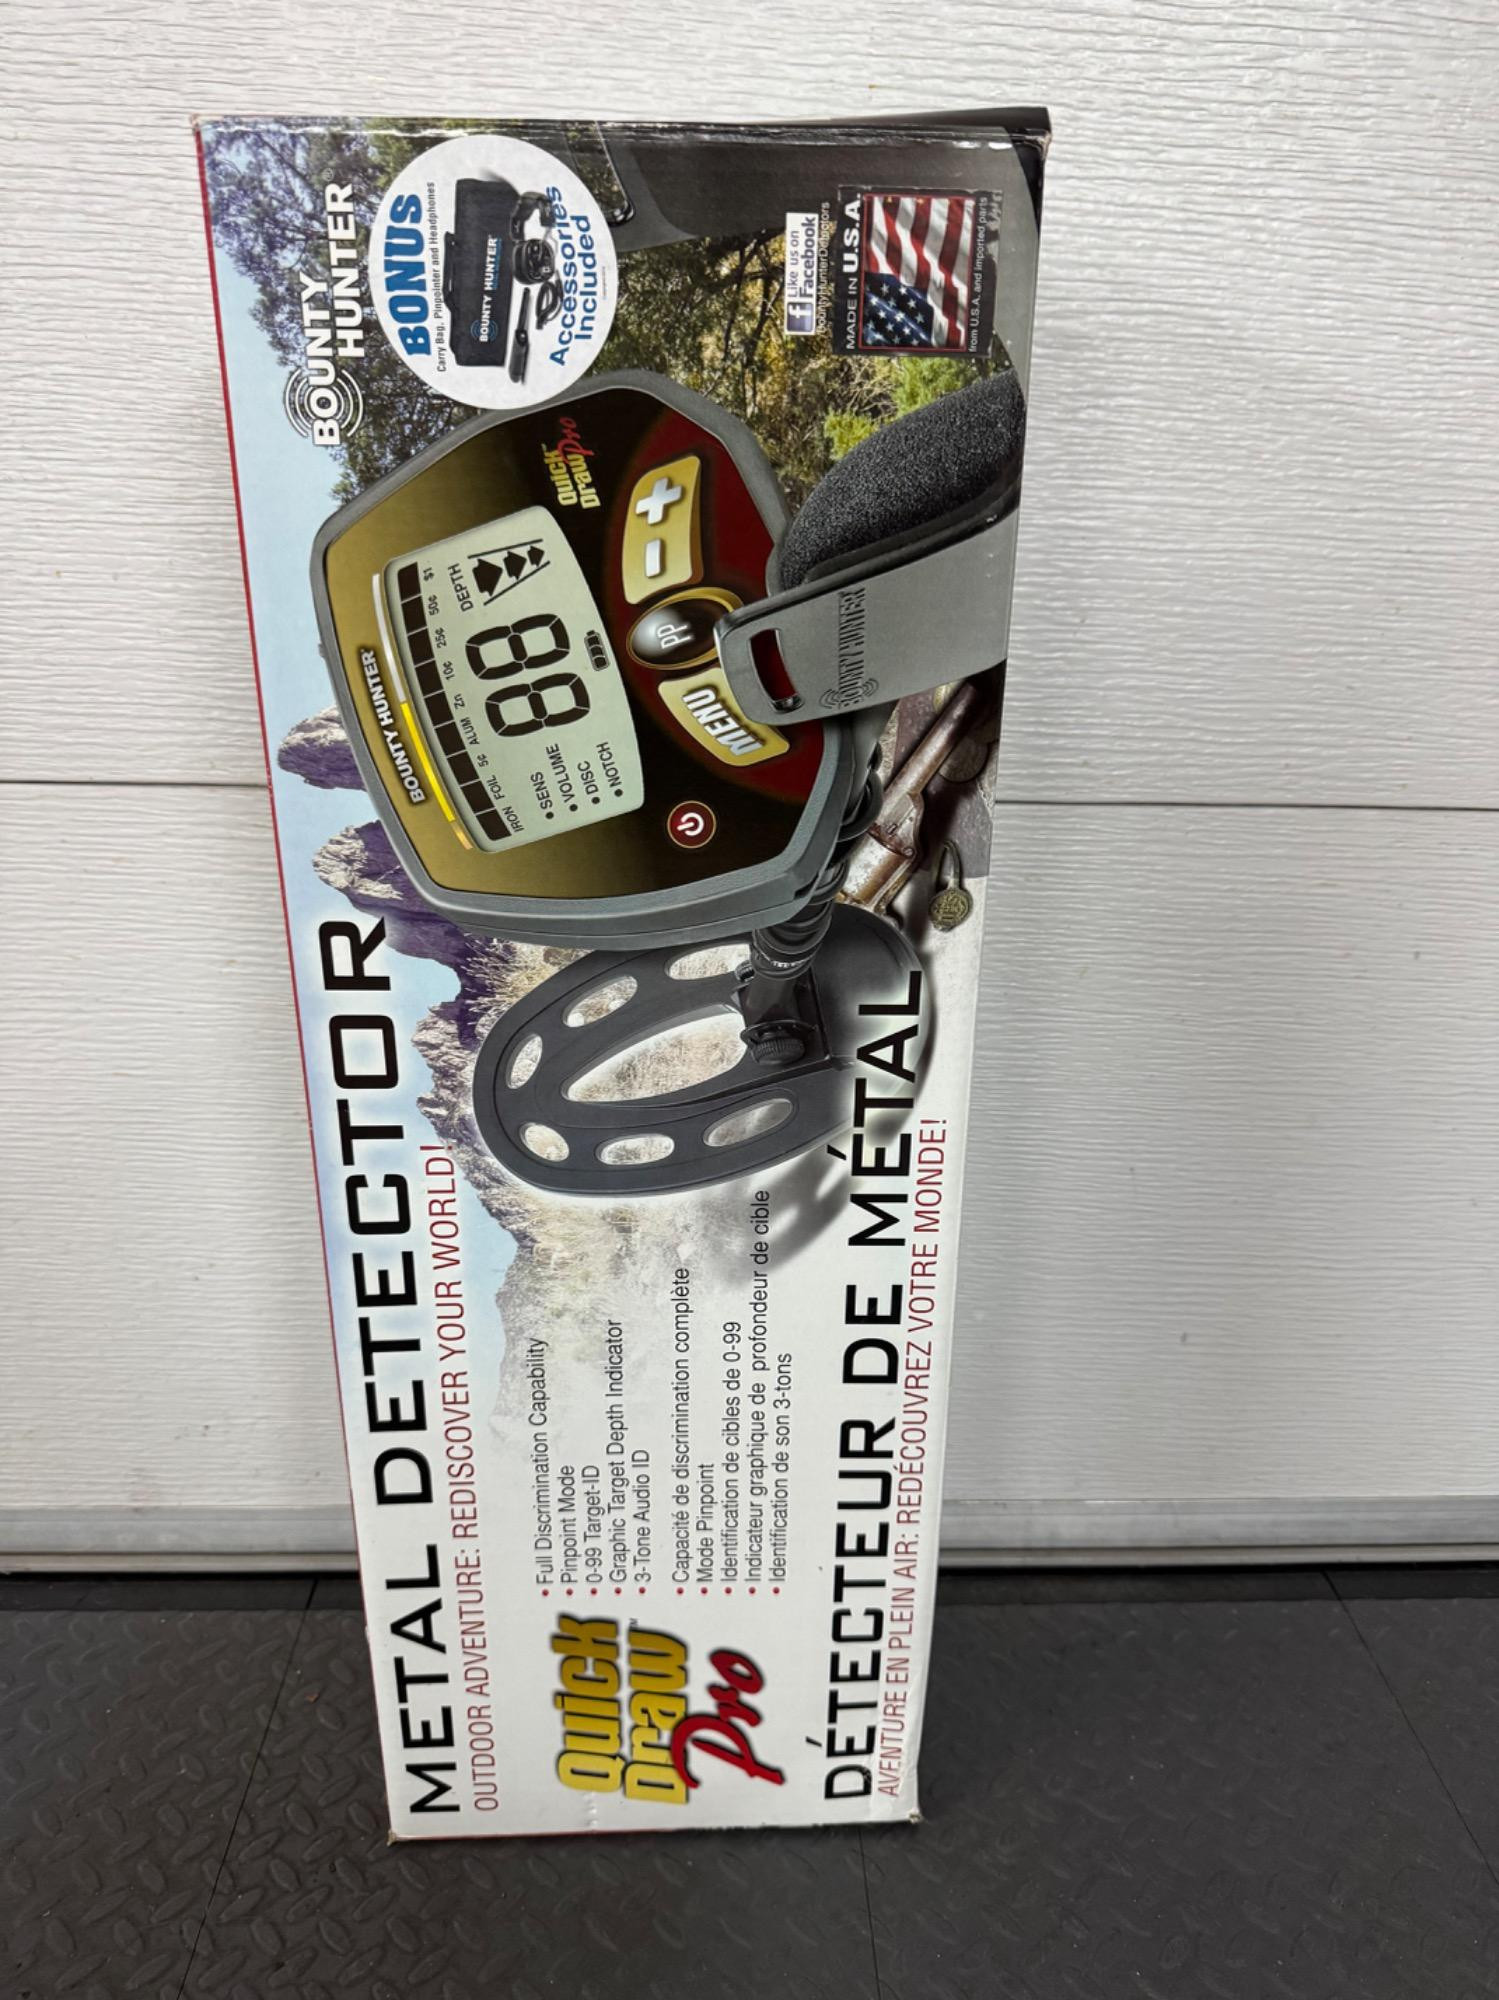 METAL DETECTOR
OUTDOOR ADVENTURE: REDISCOVER YOUR WORLD!
BOUNTY
HUNTER®
BONUS
Carry Bag, Pinpointer and Headphones
BOUNTY HUNTER
Accessories
Included
Quick
Draw™
Pro
• Full Discrimination Capability
• Pinpoint Mode
• 0-99 Target-ID
• Graphic Target Depth Indicator
• 3-Tone Audio ID
• Capacité de discrimination complète
• Mode Pinpoint
• Identification de cibles de 0-99
• Indicateur graphique de profondeur de cible
• Identification de son 3-tons
BOUNTY HUNTER
IRON FOIL 5¢ ALUM Zn 10¢ 25¢ 50¢ $1
• SENS
• VOLUME
• DISC
• NOTCH
88
DEPTH
Quick
Draw Pro
MENU
PP
- +
BOUNTY HUNTER
f Like us on
Facebook
BountyHunterDetectors
MADE IN U.S.A.
from U.S.A. and imported parts
DÉTECTEUR DE MÉTAL
AVENTURE EN PLEIN AIR: REDÉCOUVREZ VOTRE MONDE!